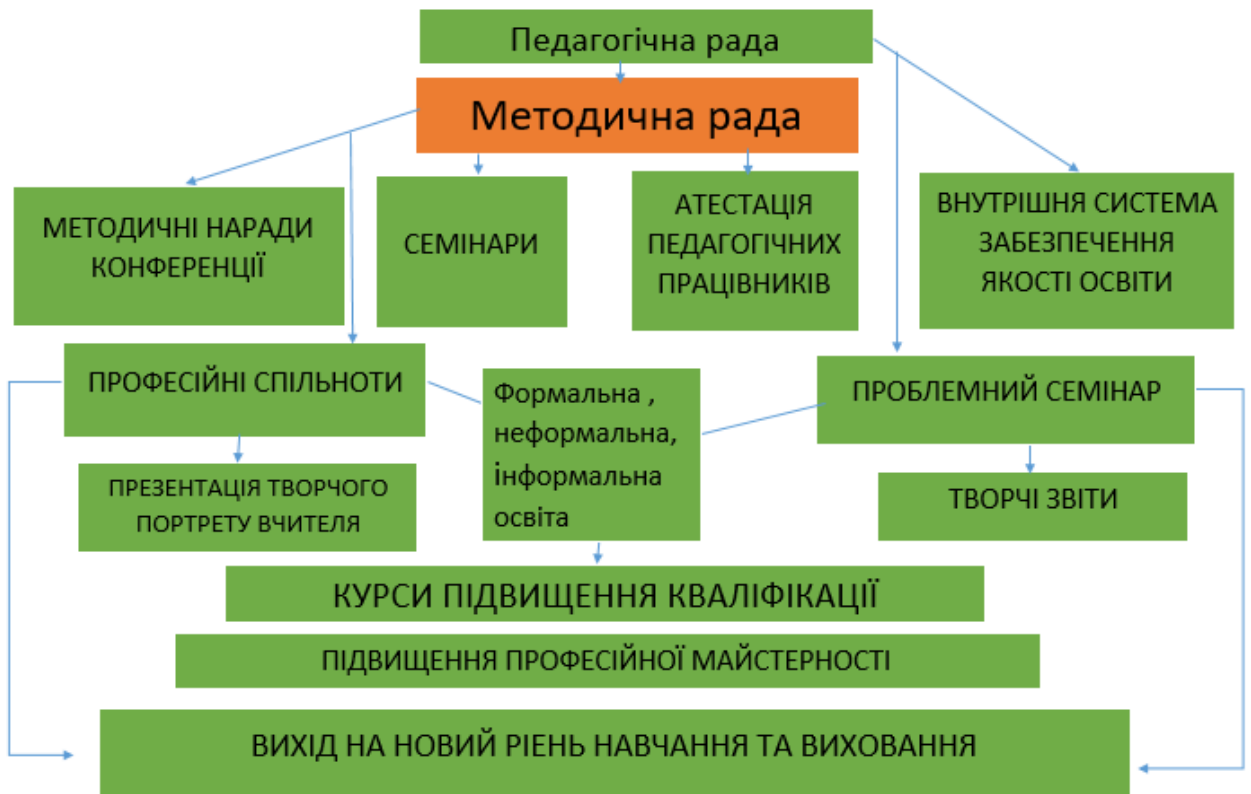 Педагогічна рада
Методична рада
МЕТОДИЧНІ НАРАДИ
КОНФЕРЕНЦІЇ
СЕМІНАРИ
АТЕСТАЦІЯ
ПЕДАГОГІЧНИХ
ПРАЦІВНИКІВ
ВНУТРІШНЯ СИСТЕМА
ЗАБЕЗПЕЧЕННЯ
ЯКОСТІ ОСВІТИ
ПРОФЕСІЙНІ СПІЛЬНОТИ
Формальна ,
неформальна,
інформальна
освіта
ПРОБЛЕМНИЙ СЕМІНАР
ПРЕЗЕНТАЦІЯ ТВОРЧОГО
ПОРТРЕТУ ВЧИТЕЛЯ
ТВОРЧІ ЗВІТИ
КУРСИ ПІДВИЩЕННЯ КВАЛІФІКАЦІЇ
ПІДВИЩЕННЯ ПРОФЕСІЙНОЇ МАЙСТЕРНОСТІ
ВИХІД НА НОВИЙ РІЕНЬ НАВЧАННЯ ТА ВИХОВАННЯ